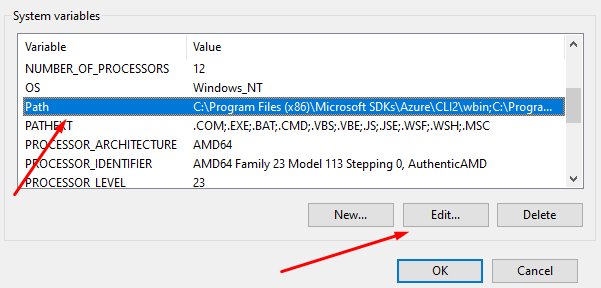 System variables
Variable Value
NUMBER_OF_PROCESSORS 12
OS Windows_NT
Path C:\Program Files (x86)\Microsoft SDKs\Azure\CLI2\wbin;C:\Progra...
PATHEXT .COM;.EXE;.BAT;.CMD;.VBS;.VBE;.JS;.JSE;.WSF;.WSH;.MSC
PROCESSOR_ARCHITECTURE AMD64
PROCESSOR_IDENTIFIER AMD64 Family 23 Model 113 Stepping 0, AuthenticAMD
PROCESSOR_LEVEL 23
New... Edit... Delete
OK Cancel